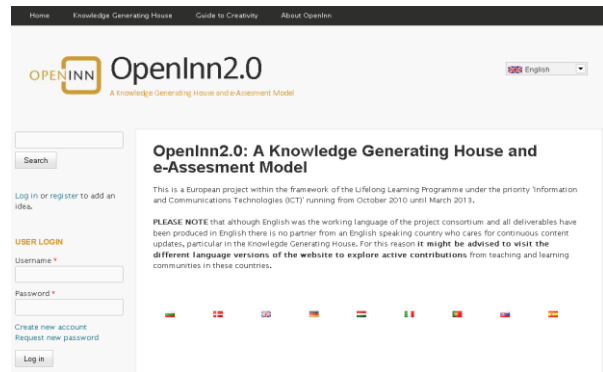 Home Knowledge Generating House Guide to Creativity About OpenInn
OPENINN
OpenInn2.0
A Knowledge Generating House and e-Assesment Model
English
Search
Log in or register to add an
idea.
USER LOGIN
Username *
Password *
Create new account
Request new password
Log in
OpenInn2.0: A Knowledge Generating House and
e-Assesment Model
This is a European project within the framework of the Lifelong Learning Programme under the priority 'Information
and Communications Technologies (ICT)' running from October 2010 until March 2013.
PLEASE NOTE that although English was the working language of the project consortium and all deliverables have
been produced in English there is no partner from an English speaking country who cares for continuous content
updates, particular in the Knowlegde Generating House. For this reason it might be advised to visit the
different language versions of the website to explore active contributions from teaching and learning
communities in these countries.